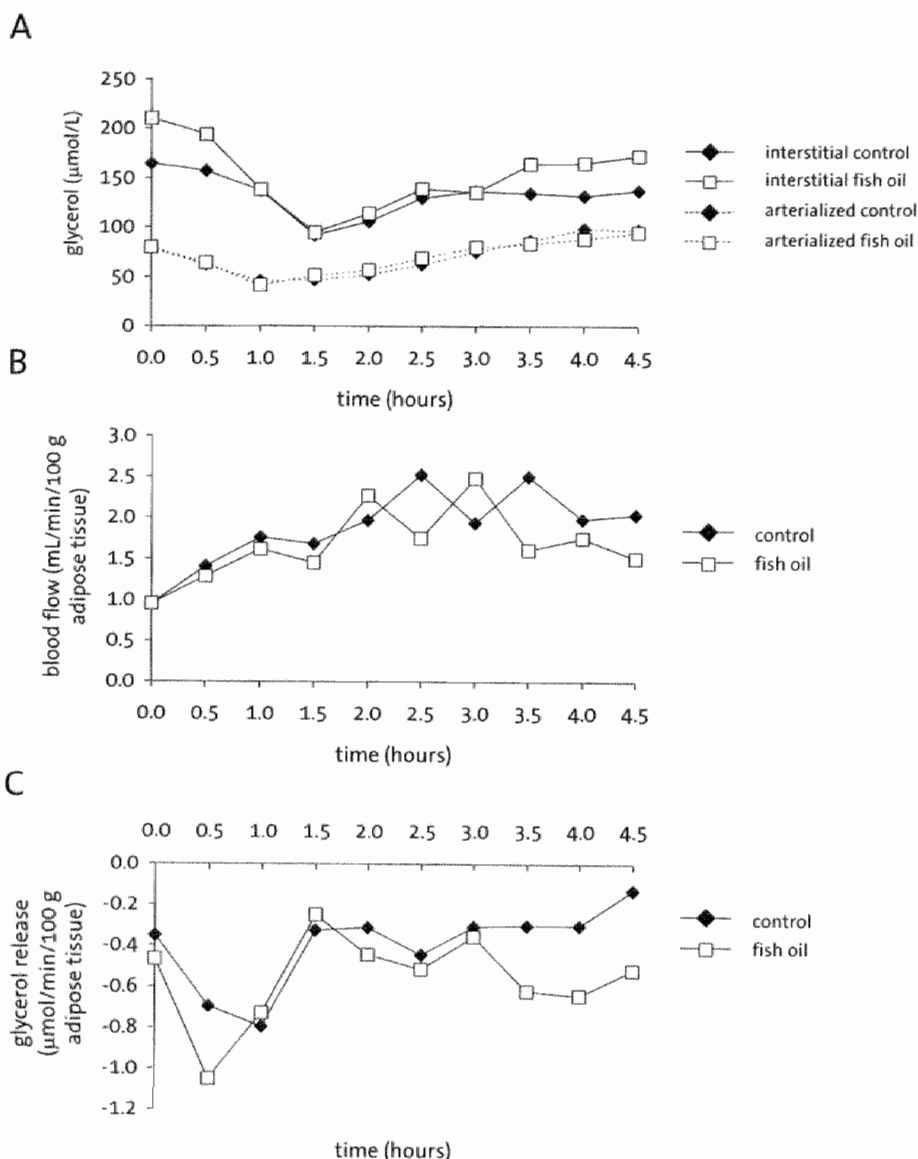 A
glycerol (µmol/L)
250
200
150
100
50
0
0.0 0.5 1.0 1.5 2.0 2.5 3.0 3.5 4.0 4.5
time (hours)
interstitial control
interstitial fish oil
arterialized control
arterialized fish oil
B
blood flow (mL/min/100 g
adipose tissue)
3.0
2.5
2.0
1.5
1.0
0.5
0.0
0.0 0.5 1.0 1.5 2.0 2.5 3.0 3.5 4.0 4.5
time (hours)
control
fish oil
C
0.0 0.5 1.0 1.5 2.0 2.5 3.0 3.5 4.0 4.5
glycerol release
(µmol/min/100 g
adipose tissue)
0.0
-0.2
-0.4
-0.6
-0.8
-1.0
-1.2
control
fish oil
time (hours)